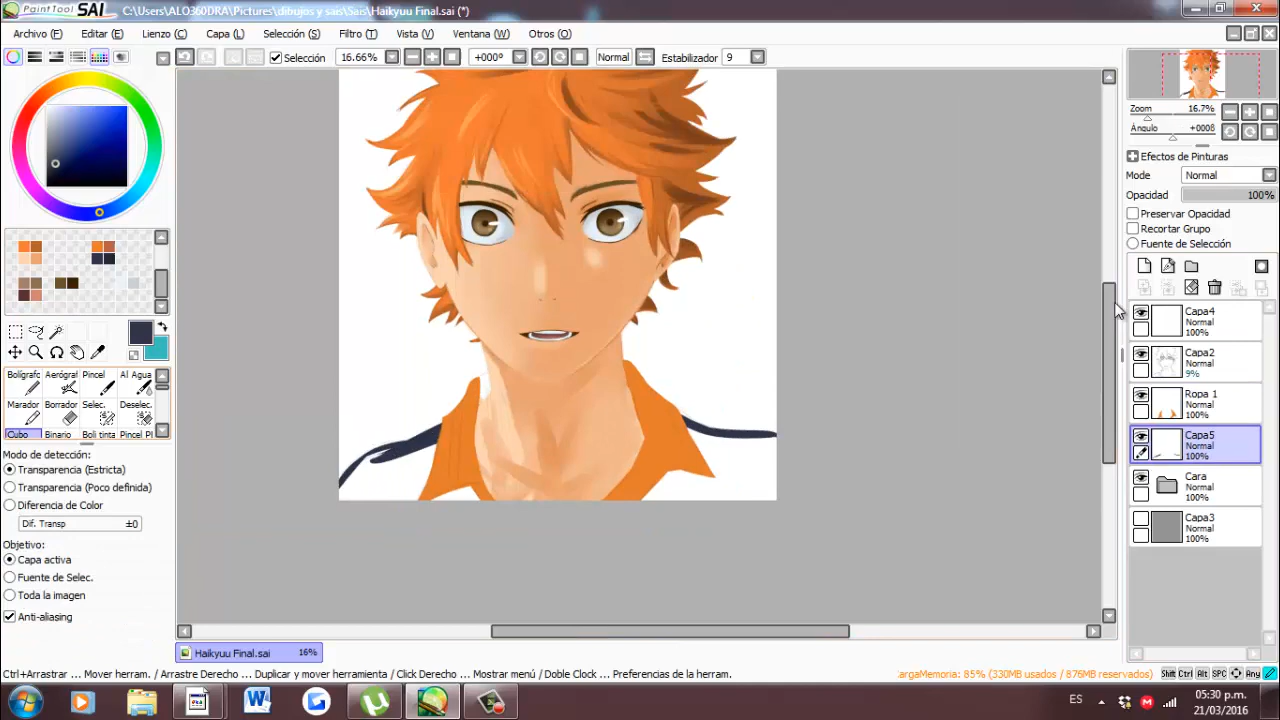 PaintTool SAI C:\Users\ALO360DRA\Pictures\dibujos y sais\Sais\Haikyuu Final.sai (*)
Archivo (F) Editar (E) Lienzo (C) Capa (L) Selección (S) Filtro (T) Vista (V) Ventana (W) Otros (O)
Selección 16.66% +000º Normal Estabilizador 9
Zoom 16.7%
Ángulo +000θ
Efectos de Pinturas
Modo Normal
Opacidad 100%
Preservar Opacidad
Recortar Grupo
Fuente de Selección
Capa4
Normal
100%
Capa2
Normal
9%
Ropa 1
Normal
100%
Capa5
Normal
100%
Cara
Normal
100%
Capa3
Normal
100%
Bolígrafo Aerógraf Pincel Al Agua
Marador Borrador Selec. Deselec.
Cubo Binario Boli tinta Pincel Pl
Modo de detección:
Transparencia (Estricta)
Transparencia (Poco definida)
Diferencia de Color
Dif. Transp ±0
Objetivo:
Capa activa
Fuente de Selec.
Toda la imagen
Anti-aliasing
Haikyuu Final.sai 16%
Ctrl+Arrastrar ... Mover herram. / Arrastre Derecho ... Duplicar y mover herramienta / Click Derecho ... Mostrar menú / Doble Clock ... Preferencias de la herram.
argaMemoria: 85% (330MB usados / 876MB reservados)
Shift Ctrl Alt SPC Any
ES 05:30 p.m.
21/03/2016